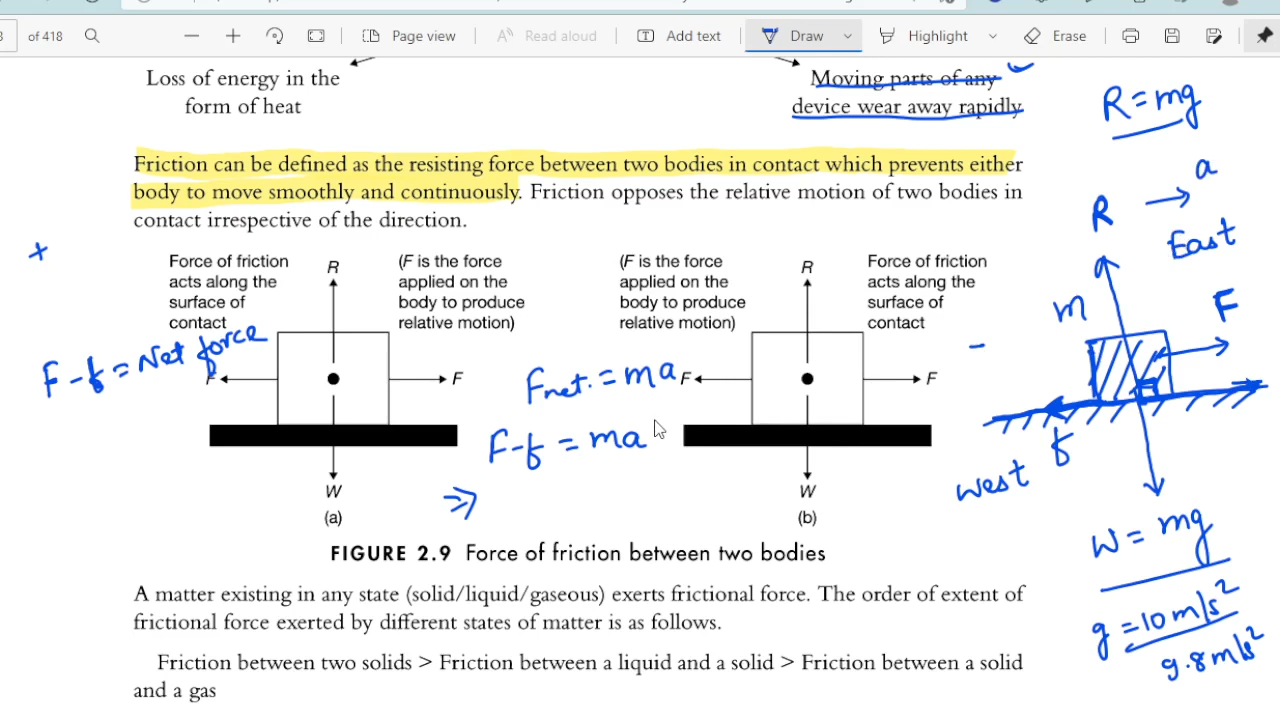 of 418
Page view
Read aloud
Add text
Draw
Highlight
Erase
Loss of energy in the
form of heat
Moving parts of any
device wear away rapidly
R = mg
Friction can be defined as the resisting force between two bodies in contact which prevents either
body to move smoothly and continuously. Friction opposes the relative motion of two bodies in
contact irrespective of the direction.
a
R
East
+
Force of friction
acts along the
surface of
contact
R
(F is the force
applied on the
body to produce
relative motion)
(F is the force
applied on the
body to produce
relative motion)
R
Force of friction
acts along the
surface of
contact
m
F
F - f = Net force
F
F
Fnet. = ma
F
F
-
F - f = ma
f
West
⇒
W
W
(a)
(b)
W = mg
FIGURE 2.9 Force of friction between two bodies
A matter existing in any state (solid/liquid/gaseous) exerts frictional force. The order of extent of
frictional force exerted by different states of matter is as follows.
g = 10 m/s²
9.8 m/s²
Friction between two solids > Friction between a liquid and a solid > Friction between a solid
and a gas